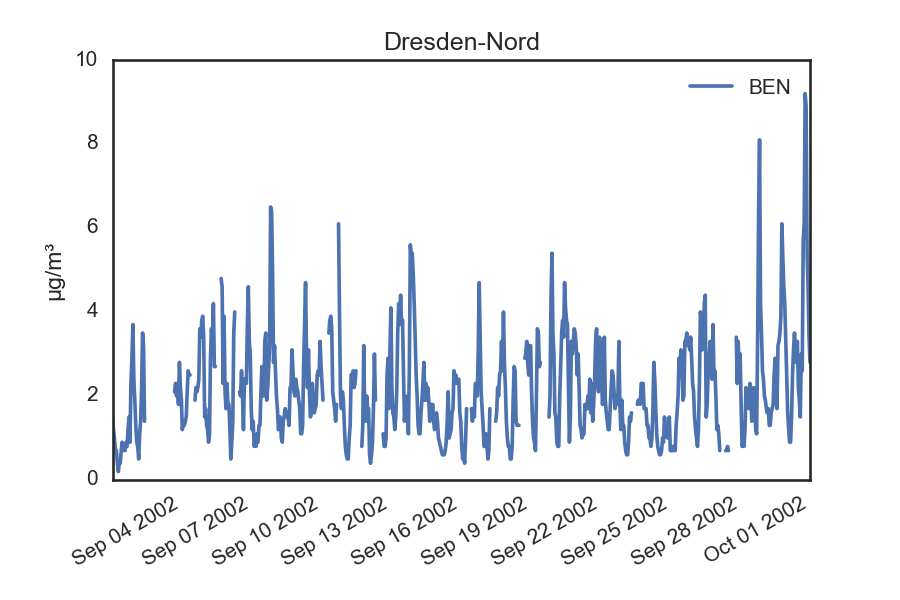 Dresden-Nord
BEN
µg/m³
10
8
6
4
2
0
Sep 04 2002
Sep 07 2002
Sep 10 2002
Sep 13 2002
Sep 16 2002
Sep 19 2002
Sep 22 2002
Sep 25 2002
Sep 28 2002
Oct 01 2002